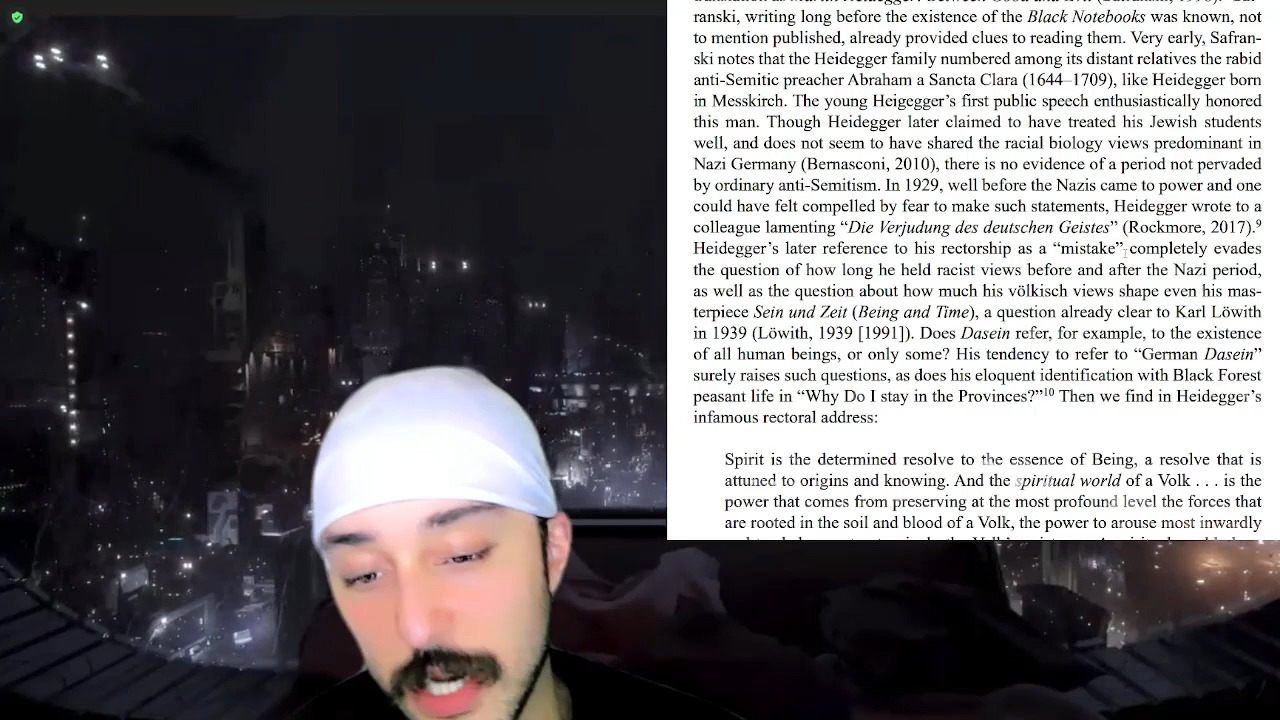 ranski, writing long before the existence of the Black Notebooks was known, not
to mention published, already provided clues to reading them. Very early, Safran-
ski notes that the Heidegger family numbered among its distant relatives the rabid
anti-Semitic preacher Abraham a Sancta Clara (1644–1709), like Heidegger born
in Messkirch. The young Heigegger’s first public speech enthusiastically honored
this man. Though Heidegger later claimed to have treated his Jewish students
well, and does not seem to have shared the racial biology views predominant in
Nazi Germany (Bernasconi, 2010), there is no evidence of a period not pervaded
by ordinary anti-Semitism. In 1929, well before the Nazis came to power and one
could have felt compelled by fear to make such statements, Heidegger wrote to a
colleague lamenting “Die Verjudung des deutschen Geistes” (Rockmore, 2017).⁹
Heidegger’s later reference to his rectorship as a “mistake” completely evades
the question of how long he held racist views before and after the Nazi period,
as well as the question about how much his völkisch views shape even his mas-
terpiece Sein und Zeit (Being and Time), a question already clear to Karl Löwith
in 1939 (Löwith, 1939 [1991]). Does Dasein refer, for example, to the existence
of all human beings, or only some? His tendency to refer to “German Dasein”
surely raises such questions, as does his eloquent identification with Black Forest
peasant life in “Why Do I stay in the Provinces?”¹⁰ Then we find in Heidegger’s
infamous rectoral address:
Spirit is the determined resolve to the essence of Being, a resolve that is
attuned to origins and knowing. And the spiritual world of a Volk . . . is the
power that comes from preserving at the most profound level the forces that
are rooted in the soil and blood of a Volk, the power to arouse most inwardly